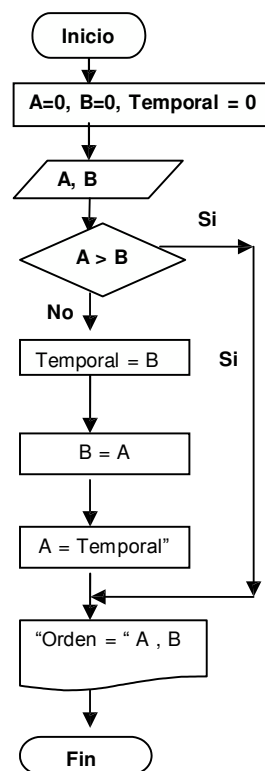 Inicio
A=0, B=0, Temporal = 0
A, B
Si
A > B
No
Temporal = B
Si
B = A
A = Temporal”
“Orden = “ A , B
Fin